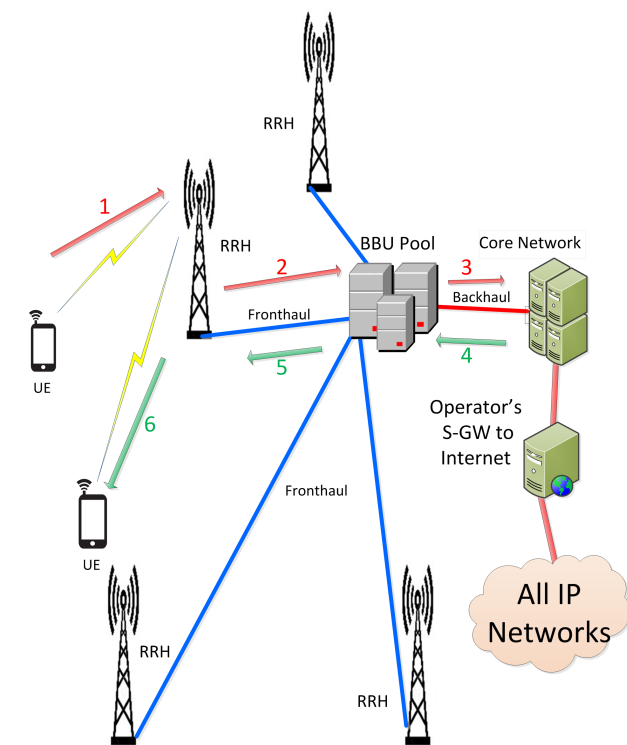 RRH
1
RRH
BBU Pool
Core Network
2
3
Fronthaul
Backhaul
4
5
UE
6
Operator's
S-GW to
Internet
Fronthaul
UE
All IP
Networks
RRH
RRH